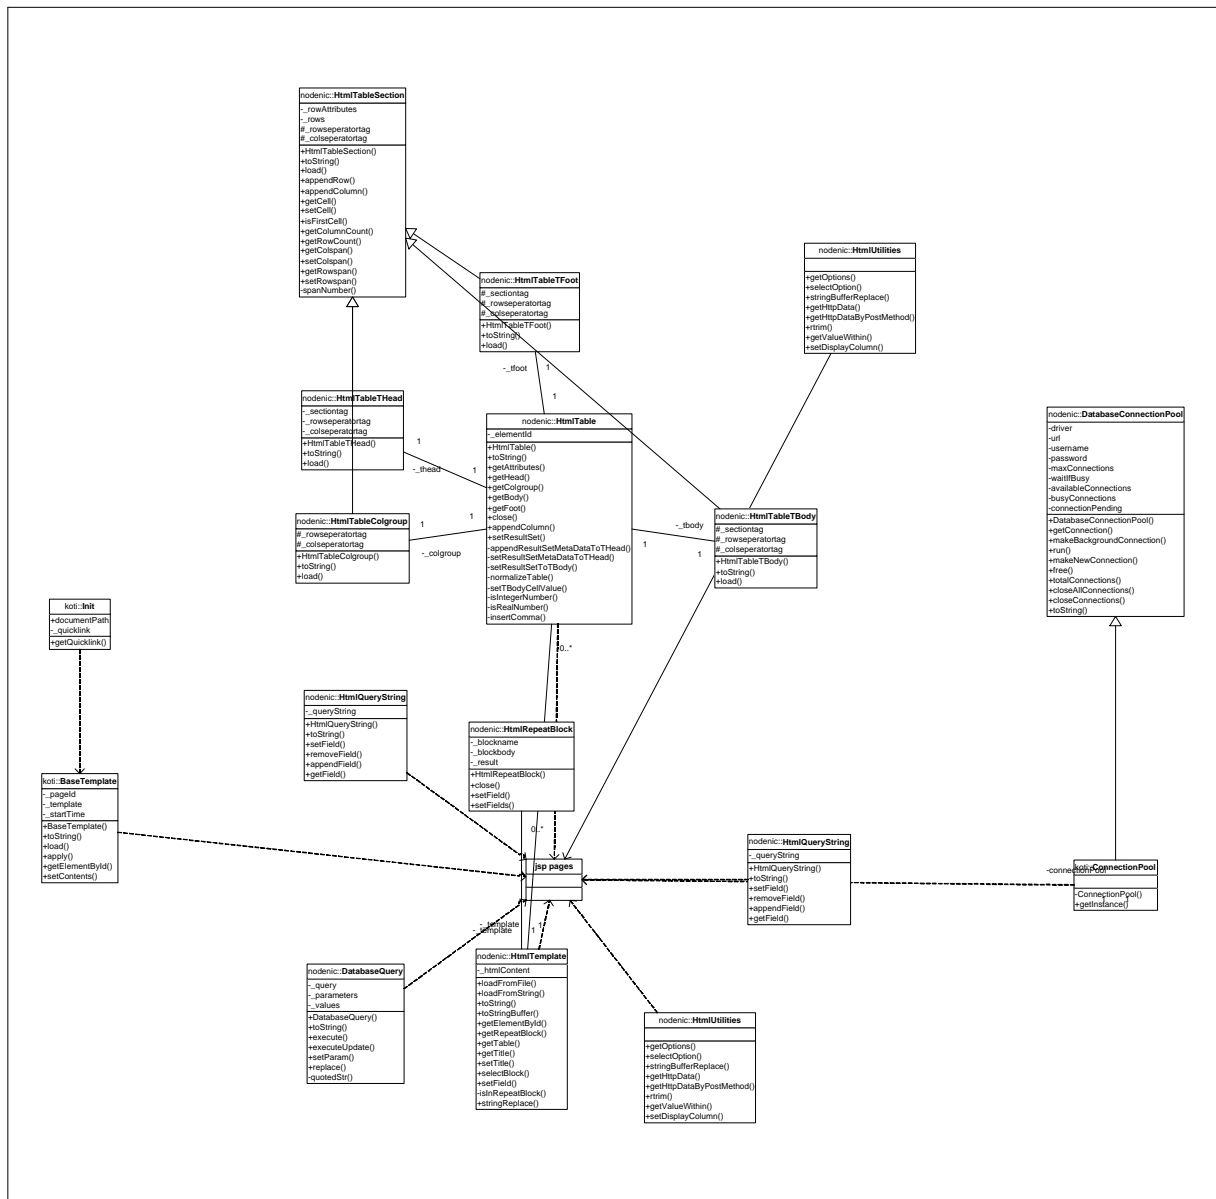 nodenic::HtmlTableSection
-_rowAttributes
-_rows
#_rowseperatortag
#_colseperatortag
+HtmlTableSection()
+toString()
+load()
+appendRow()
+appendColumn()
+getCell()
+setCell()
+isFirstCell()
+getColumnCount()
+getRowCount()
+getColspan()
+setColspan()
+getRowspan()
+setRowspan()
-spanNumber()
nodenic::HtmlUtilities
+getOptions()
+selectOption()
+stringBufferReplace()
+getHttpData()
+getHttpDataByPostMethod()
+rtrim()
+getValueWithin()
+setDisplayColumn()
nodenic::HtmlTableTFoot
#_sectiontag
#_rowseperatortag
#_colseperatortag
+HtmlTableTFoot()
+toString()
+load()
-_tfoot
1
1
nodenic::HtmlTableTHead
-_sectiontag
-_rowseperatortag
-_colseperatortag
+HtmlTableTHead()
+toString()
+load()
1
-_thead
1
nodenic::HtmlTable
-_elementId
+HtmlTable()
+toString()
+getAttributes()
+getHead()
+getColgroup()
+getBody()
+getFoot()
+close()
+appendColumn()
+setResultSet()
-appendResultSetMetaDataToTHead()
-setResultSetMetaDataToTHead()
-setResultSetToTBody()
-normalizeTable()
-setTBodyCellValue()
-isIntegerNumber()
-isRealNumber()
-insertComma()
nodenic::DatabaseConnectionPool
-driver
-url
-username
-password
-maxConnections
-waitIfBusy
-availableConnections
-busyConnections
-connectionPending
+DatabaseConnectionPool()
+getConnection()
+makeBackgroundConnection()
+run()
+makeNewConnection()
+free()
+totalConnections()
+closeAllConnections()
+closeConnections()
+toString()
nodenic::HtmlTableColgroup
#_rowseperatortag
#_colseperatortag
+HtmlTableColgroup()
+toString()
+load()
1
1
-_colgroup
-_tbody
1
1
nodenic::HtmlTableTBody
#_sectiontag
#_rowseperatortag
#_colseperatortag
+HtmlTableTBody()
+toString()
+load()
koti::Init
+documentPath
-_quicklink
+getQuicklink()
0..*
nodenic::HtmlQueryString
-_queryString
+HtmlQueryString()
+toString()
+setField()
+removeField()
+appendField()
+getField()
nodenic::HtmlRepeatBlock
-_blockname
-_blockbody
-_result
+HtmlRepeatBlock()
+close()
+setField()
+setFields()
0..*
koti::BaseTemplate
-_pageId
-_template
-_startTime
+BaseTemplate()
+toString()
+load()
+apply()
+getElementById()
+setContents()
jsp pages
nodenic::HtmlQueryString
-_queryString
+HtmlQueryString()
+toString()
+setField()
+removeField()
+appendField()
+getField()
-connectionPool
koti::ConnectionPool
-ConnectionPool()
+getInstance()
1
1
-_template
-_template
1
1
nodenic::DatabaseQuery
-_query
-_parameters
-_values
+DatabaseQuery()
+toString()
+execute()
+executeUpdate()
+setParam()
+replace()
-quotedStr()
nodenic::HtmlTemplate
-_htmlContent
+loadFromFile()
+loadFromString()
+toString()
+toStringBuffer()
+getElementById()
+getRepeatBlock()
+getTable()
+getTitle()
+setTitle()
+selectBlock()
+setField()
-isInRepeatBlock()
+stringReplace()
nodenic::HtmlUtilities
+getOptions()
+selectOption()
+stringBufferReplace()
+getHttpData()
+getHttpDataByPostMethod()
+rtrim()
+getValueWithin()
+setDisplayColumn()